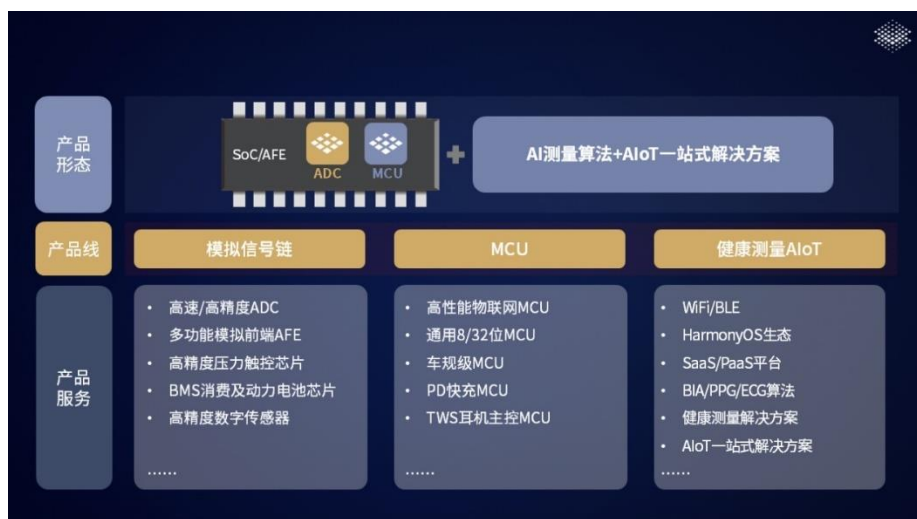 产品
形态
SoC/AFE
ADC
MCU
+
AI测量算法+AIoT一站式解决方案
产品线
模拟信号链
MCU
健康测量AIoT
产品
服务
• 高速/高精度ADC
• 多功能模拟前端AFE
• 高精度压力触控芯片
• BMS消费及动力电池芯片
• 高精度数字传感器
……
• 高性能物联网MCU
• 通用8/32位MCU
• 车规级MCU
• PD快充MCU
• TWS耳机主控MCU
……
• WiFi/BLE
• HarmonyOS生态
• SaaS/PaaS平台
• BIA/PPG/ECG算法
• 健康测量解决方案
• AIoT一站式解决方案
……